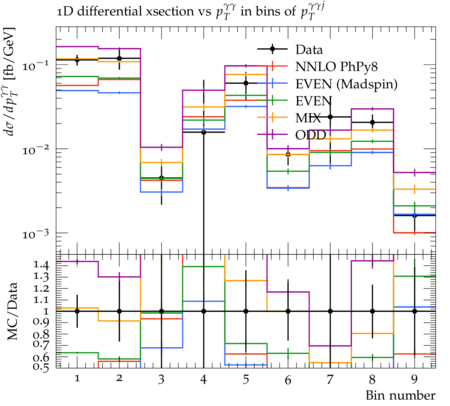 1D differential xsection vs p_T^{γγ} in bins of p_T^{γγj}
dσ/dp_T^{γγ} [fb/GeV]
10^{-1}
10^{-2}
10^{-3}
Data
NNLO PhPy8
EVEN (Madspin)
EVEN
MIX
ODD
MC/Data
1.4
1.3
1.2
1.1
1
0.9
0.8
0.7
0.6
0.5
1 2 3 4 5 6 7 8 9
Bin number